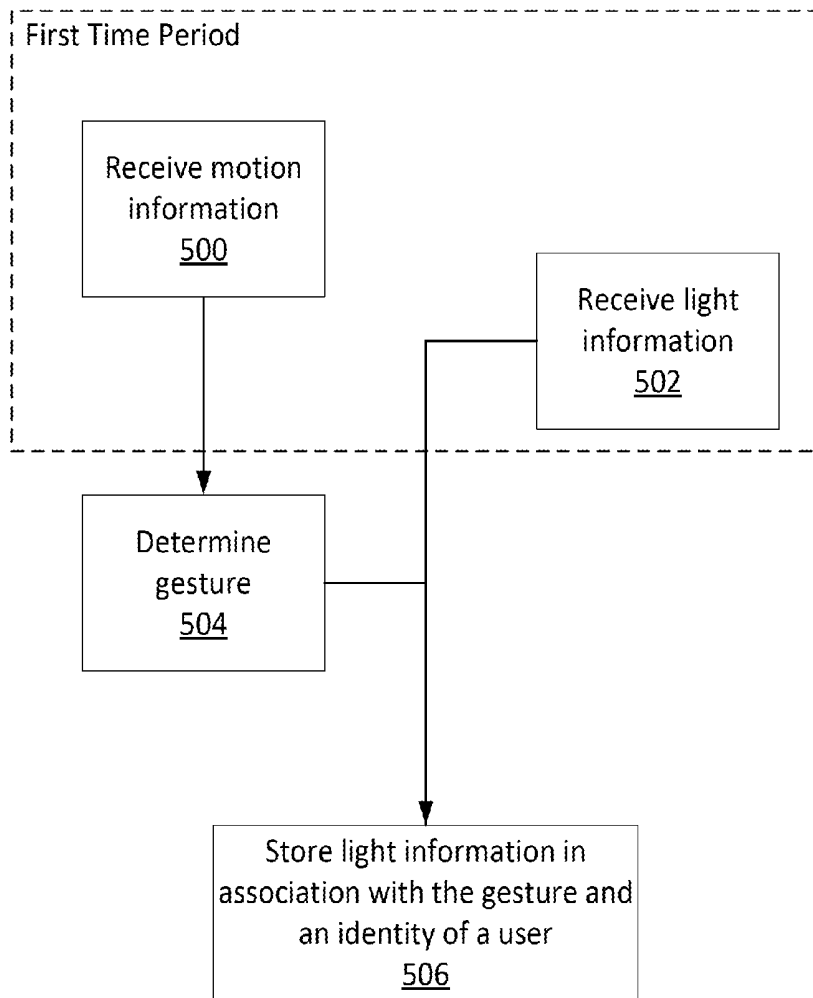 First Time Period
Receive motion
information
500
Receive light
information
502
Determine
gesture
504
Store light information in
association with the gesture and
an identity of a user
506